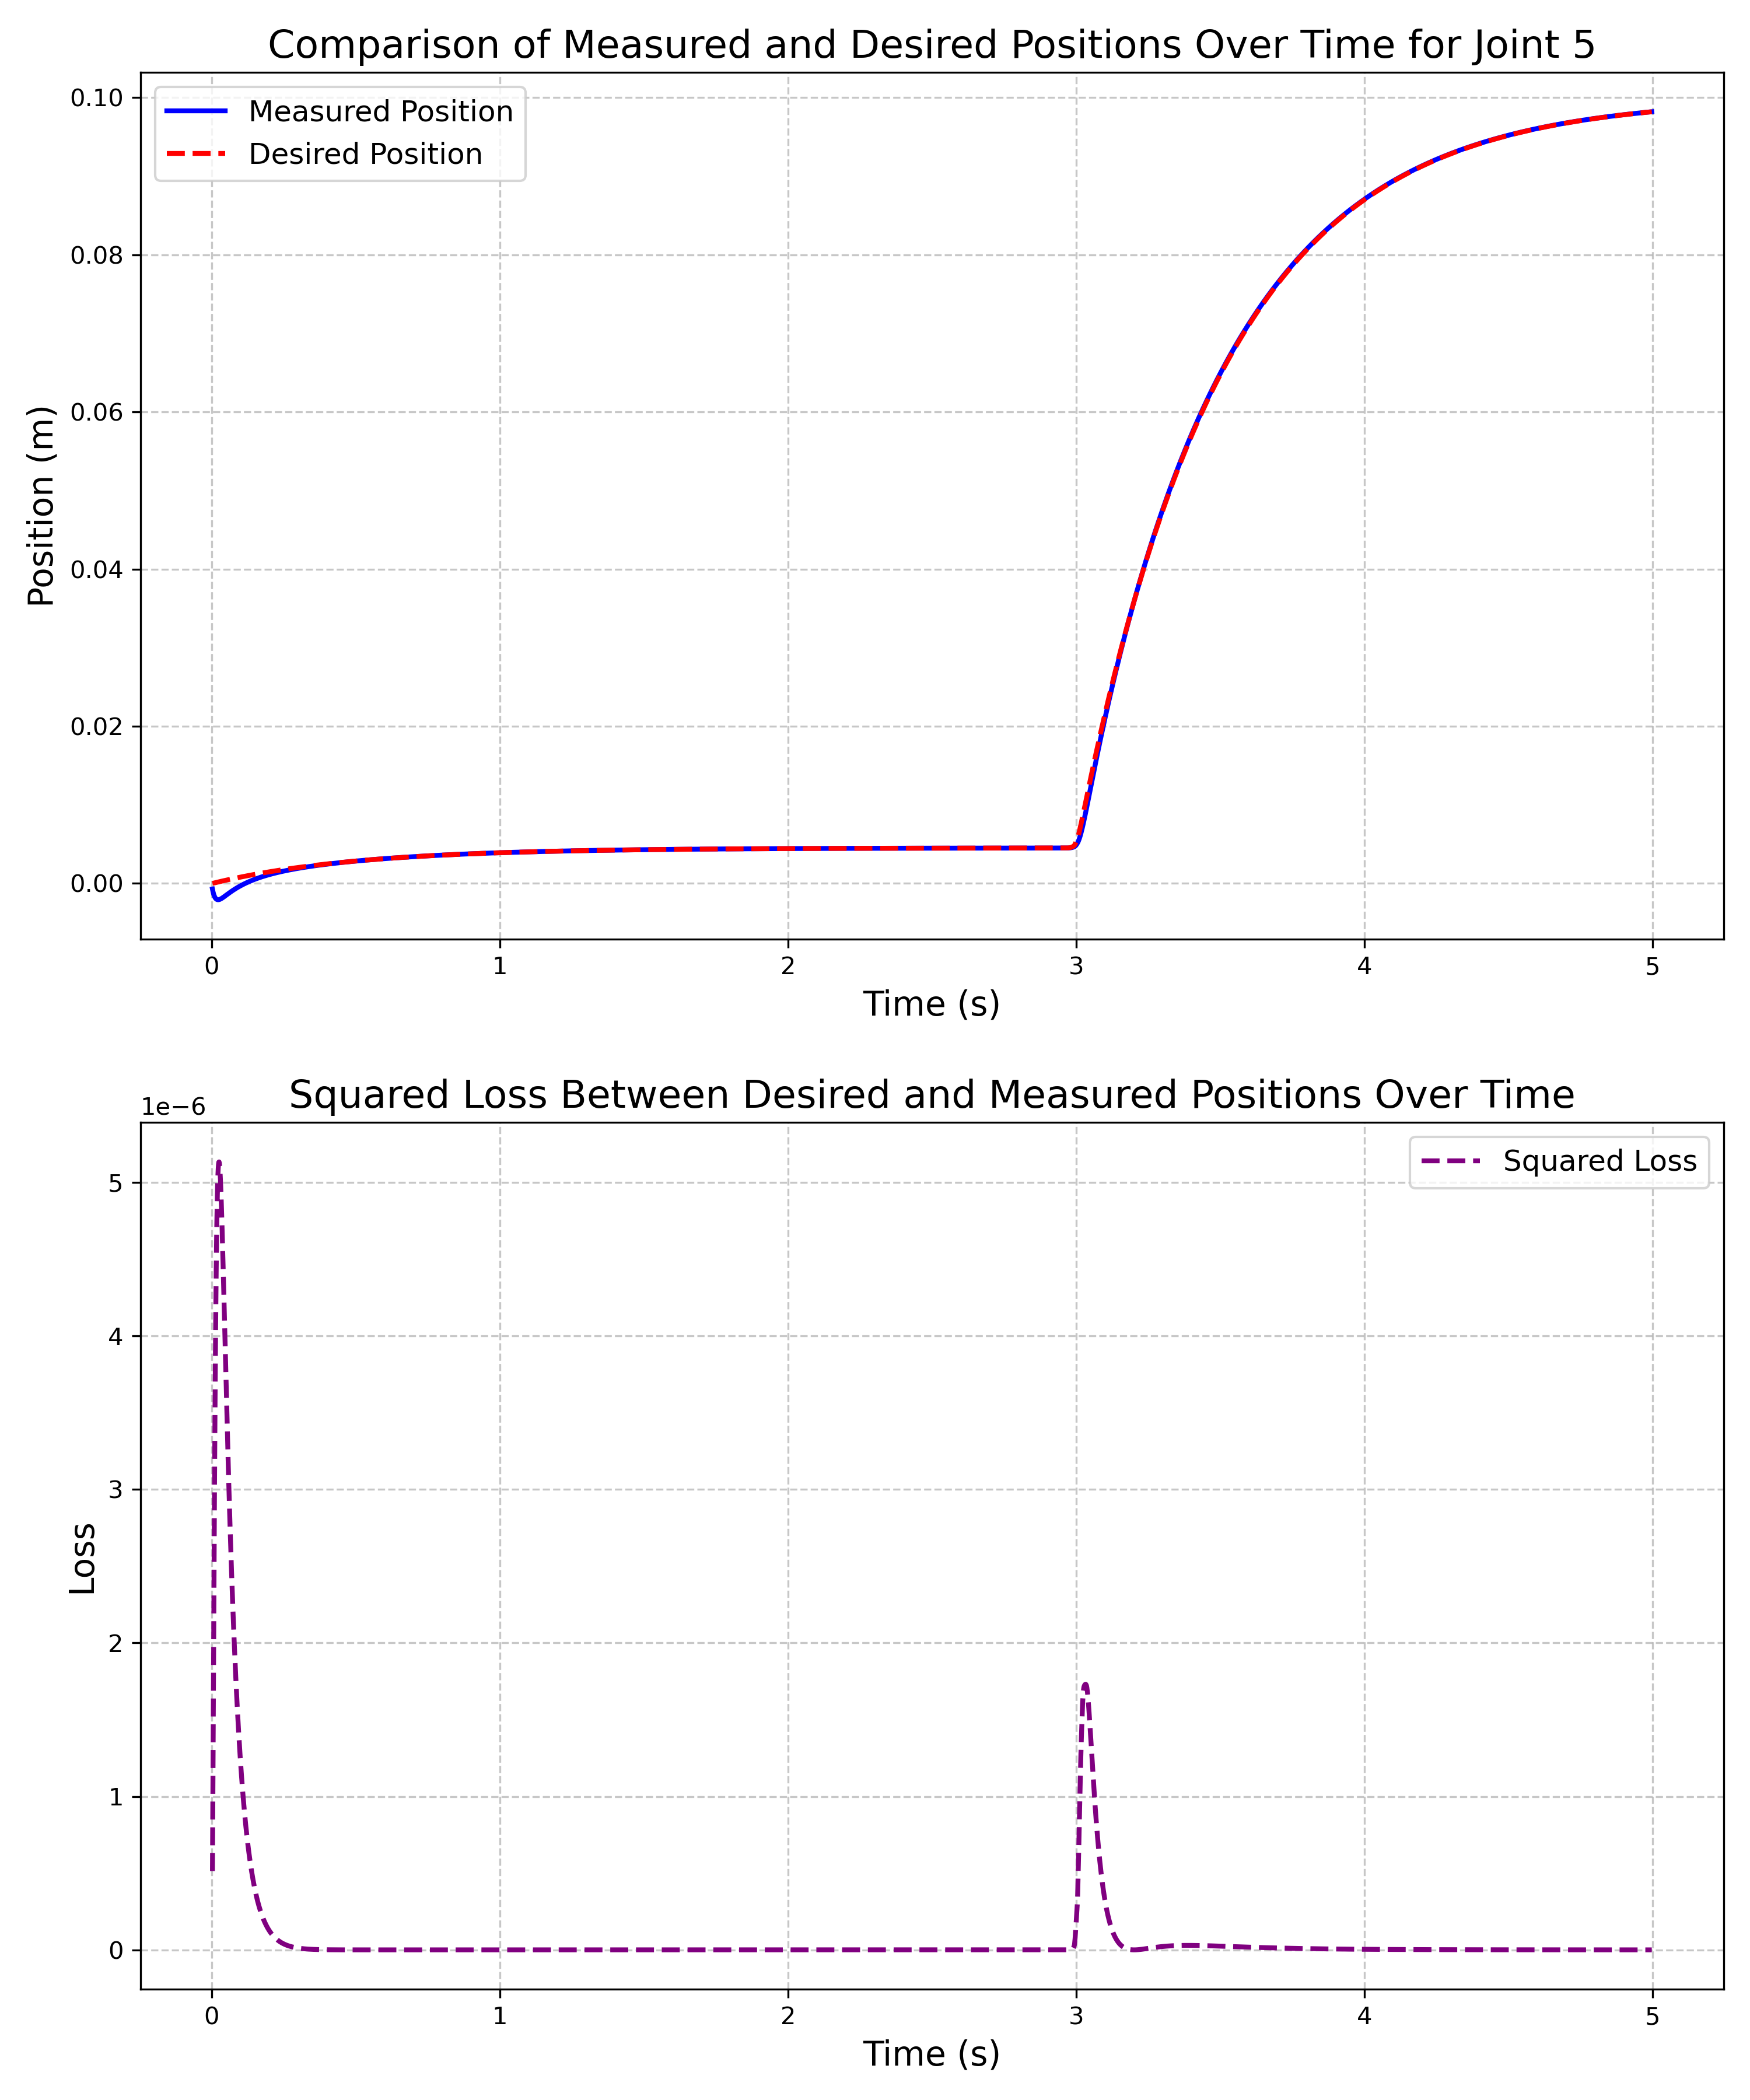 Comparison of Measured and Desired Positions Over Time for Joint 5
Measured Position
Desired Position
Position (m)
0.10
0.08
0.06
0.04
0.02
0.00
0 1 2 3 4 5
Time (s)
Squared Loss Between Desired and Measured Positions Over Time
1e−6
Squared Loss
Loss
5
4
3
2
1
0
0 1 2 3 4 5
Time (s)